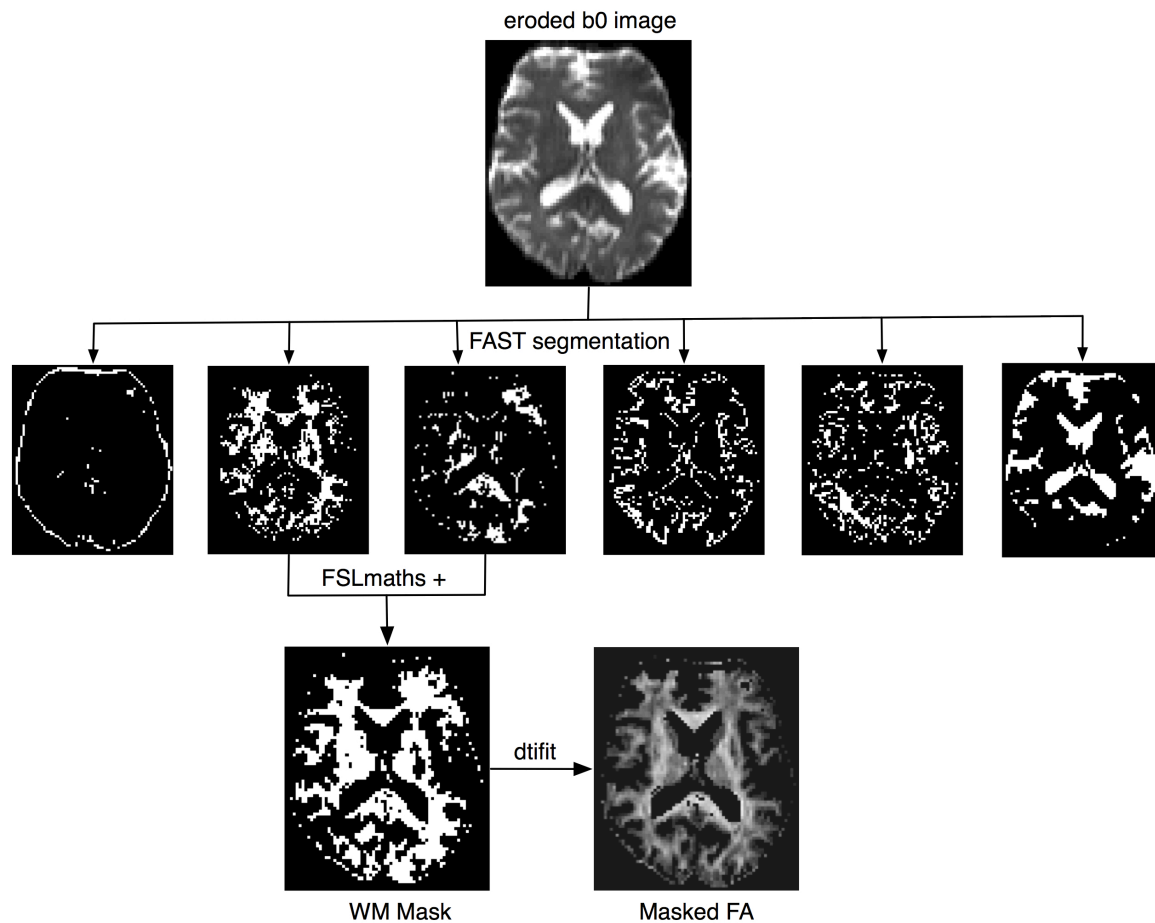 eroded b0 image
FAST segmentation
FSLmaths +
dtifit
WM Mask
Masked FA